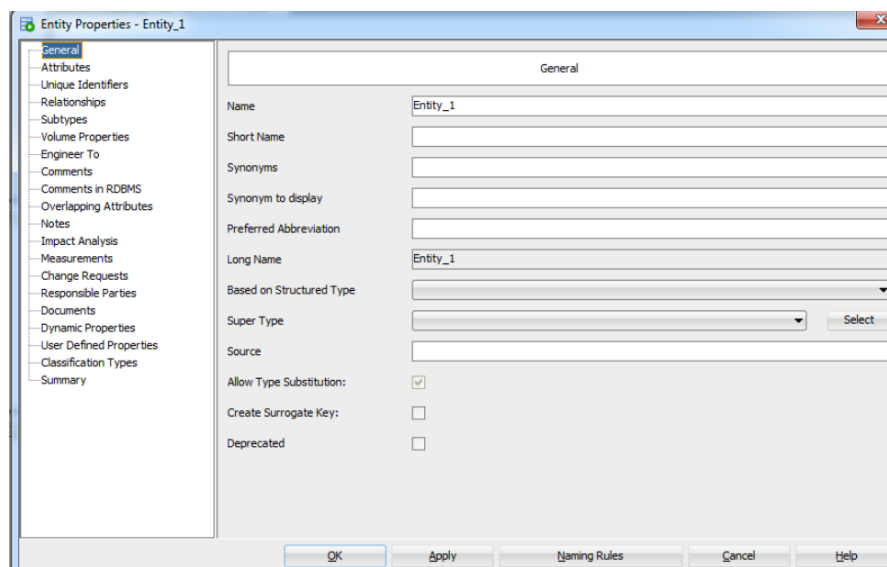 Entity Properties - Entity_1
General
Attributes
Unique Identifiers
Relationships
Subtypes
Volume Properties
Engineer To
Comments
Comments in RDBMS
Overlapping Attributes
Notes
Impact Analysis
Measurements
Change Requests
Responsible Parties
Documents
Dynamic Properties
User Defined Properties
Classification Types
Summary
General
Name Entity_1
Short Name
Synonyms
Synonym to display
Preferred Abbreviation
Long Name Entity_1
Based on Structured Type
Super Type Select
Source
Allow Type Substitution:
Create Surrogate Key:
Deprecated
OK Apply Naming Rules Cancel Help